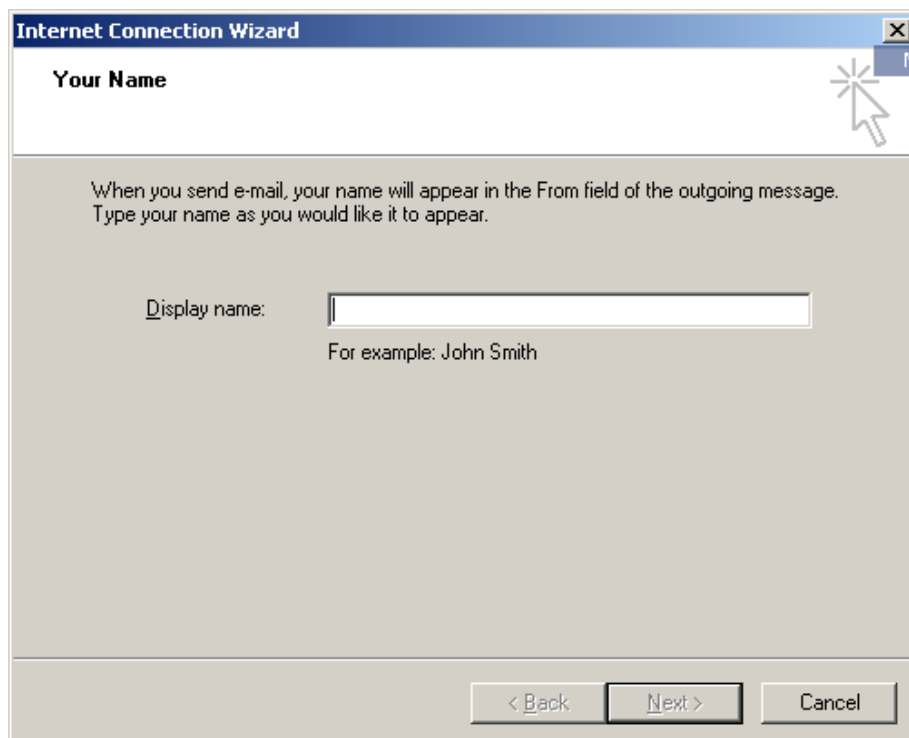 Internet Connection Wizard
Your Name
When you send e-mail, your name will appear in the From field of the outgoing message.
Type your name as you would like it to appear.
Display name:
For example: John Smith
< Back
Next >
Cancel